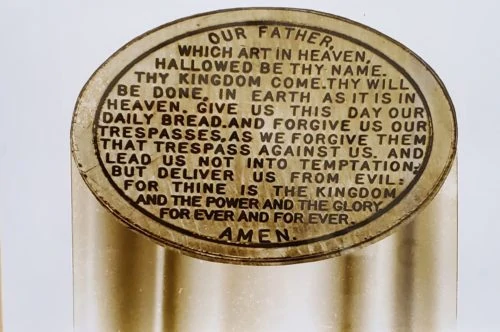 OUR FATHER,
WHICH ART IN HEAVEN,
HALLOWED BE THY NAME.
THY KINGDOM COME. THY WILL
BE DONE, IN EARTH AS IT IS IN
HEAVEN. GIVE US THIS DAY OUR
DAILY BREAD. AND FORGIVE US OUR
TRESPASSES, AS WE FORGIVE THEM
THAT TRESPASS AGAINST US. AND
LEAD US NOT INTO TEMPTATION;
BUT DELIVER US FROM EVIL:
FOR THINE IS THE KINGDOM
AND THE POWER AND THE GLORY
FOR EVER AND FOR EVER.
AMEN.